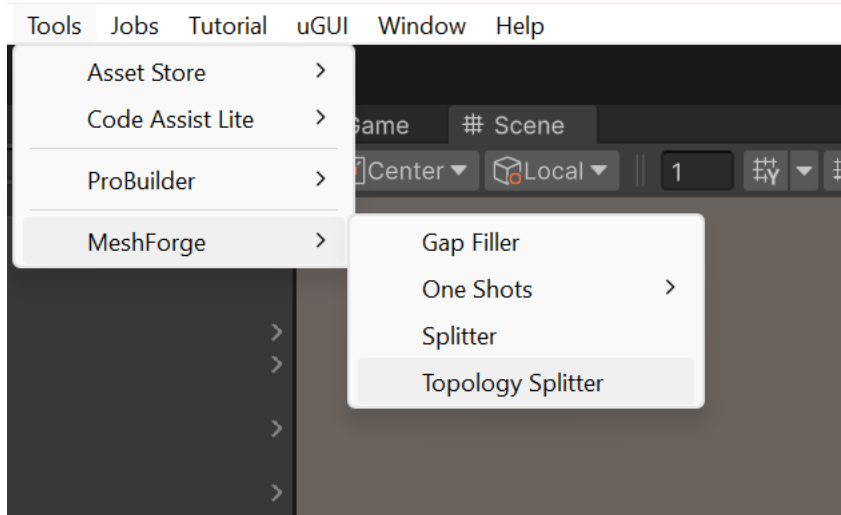 Tools Jobs Tutorial uGUI Window Help
Asset Store
Code Assist Lite
ProBuilder
MeshForge
Game # Scene
Center Local 1
Gap Filler
One Shots
Splitter
Topology Splitter